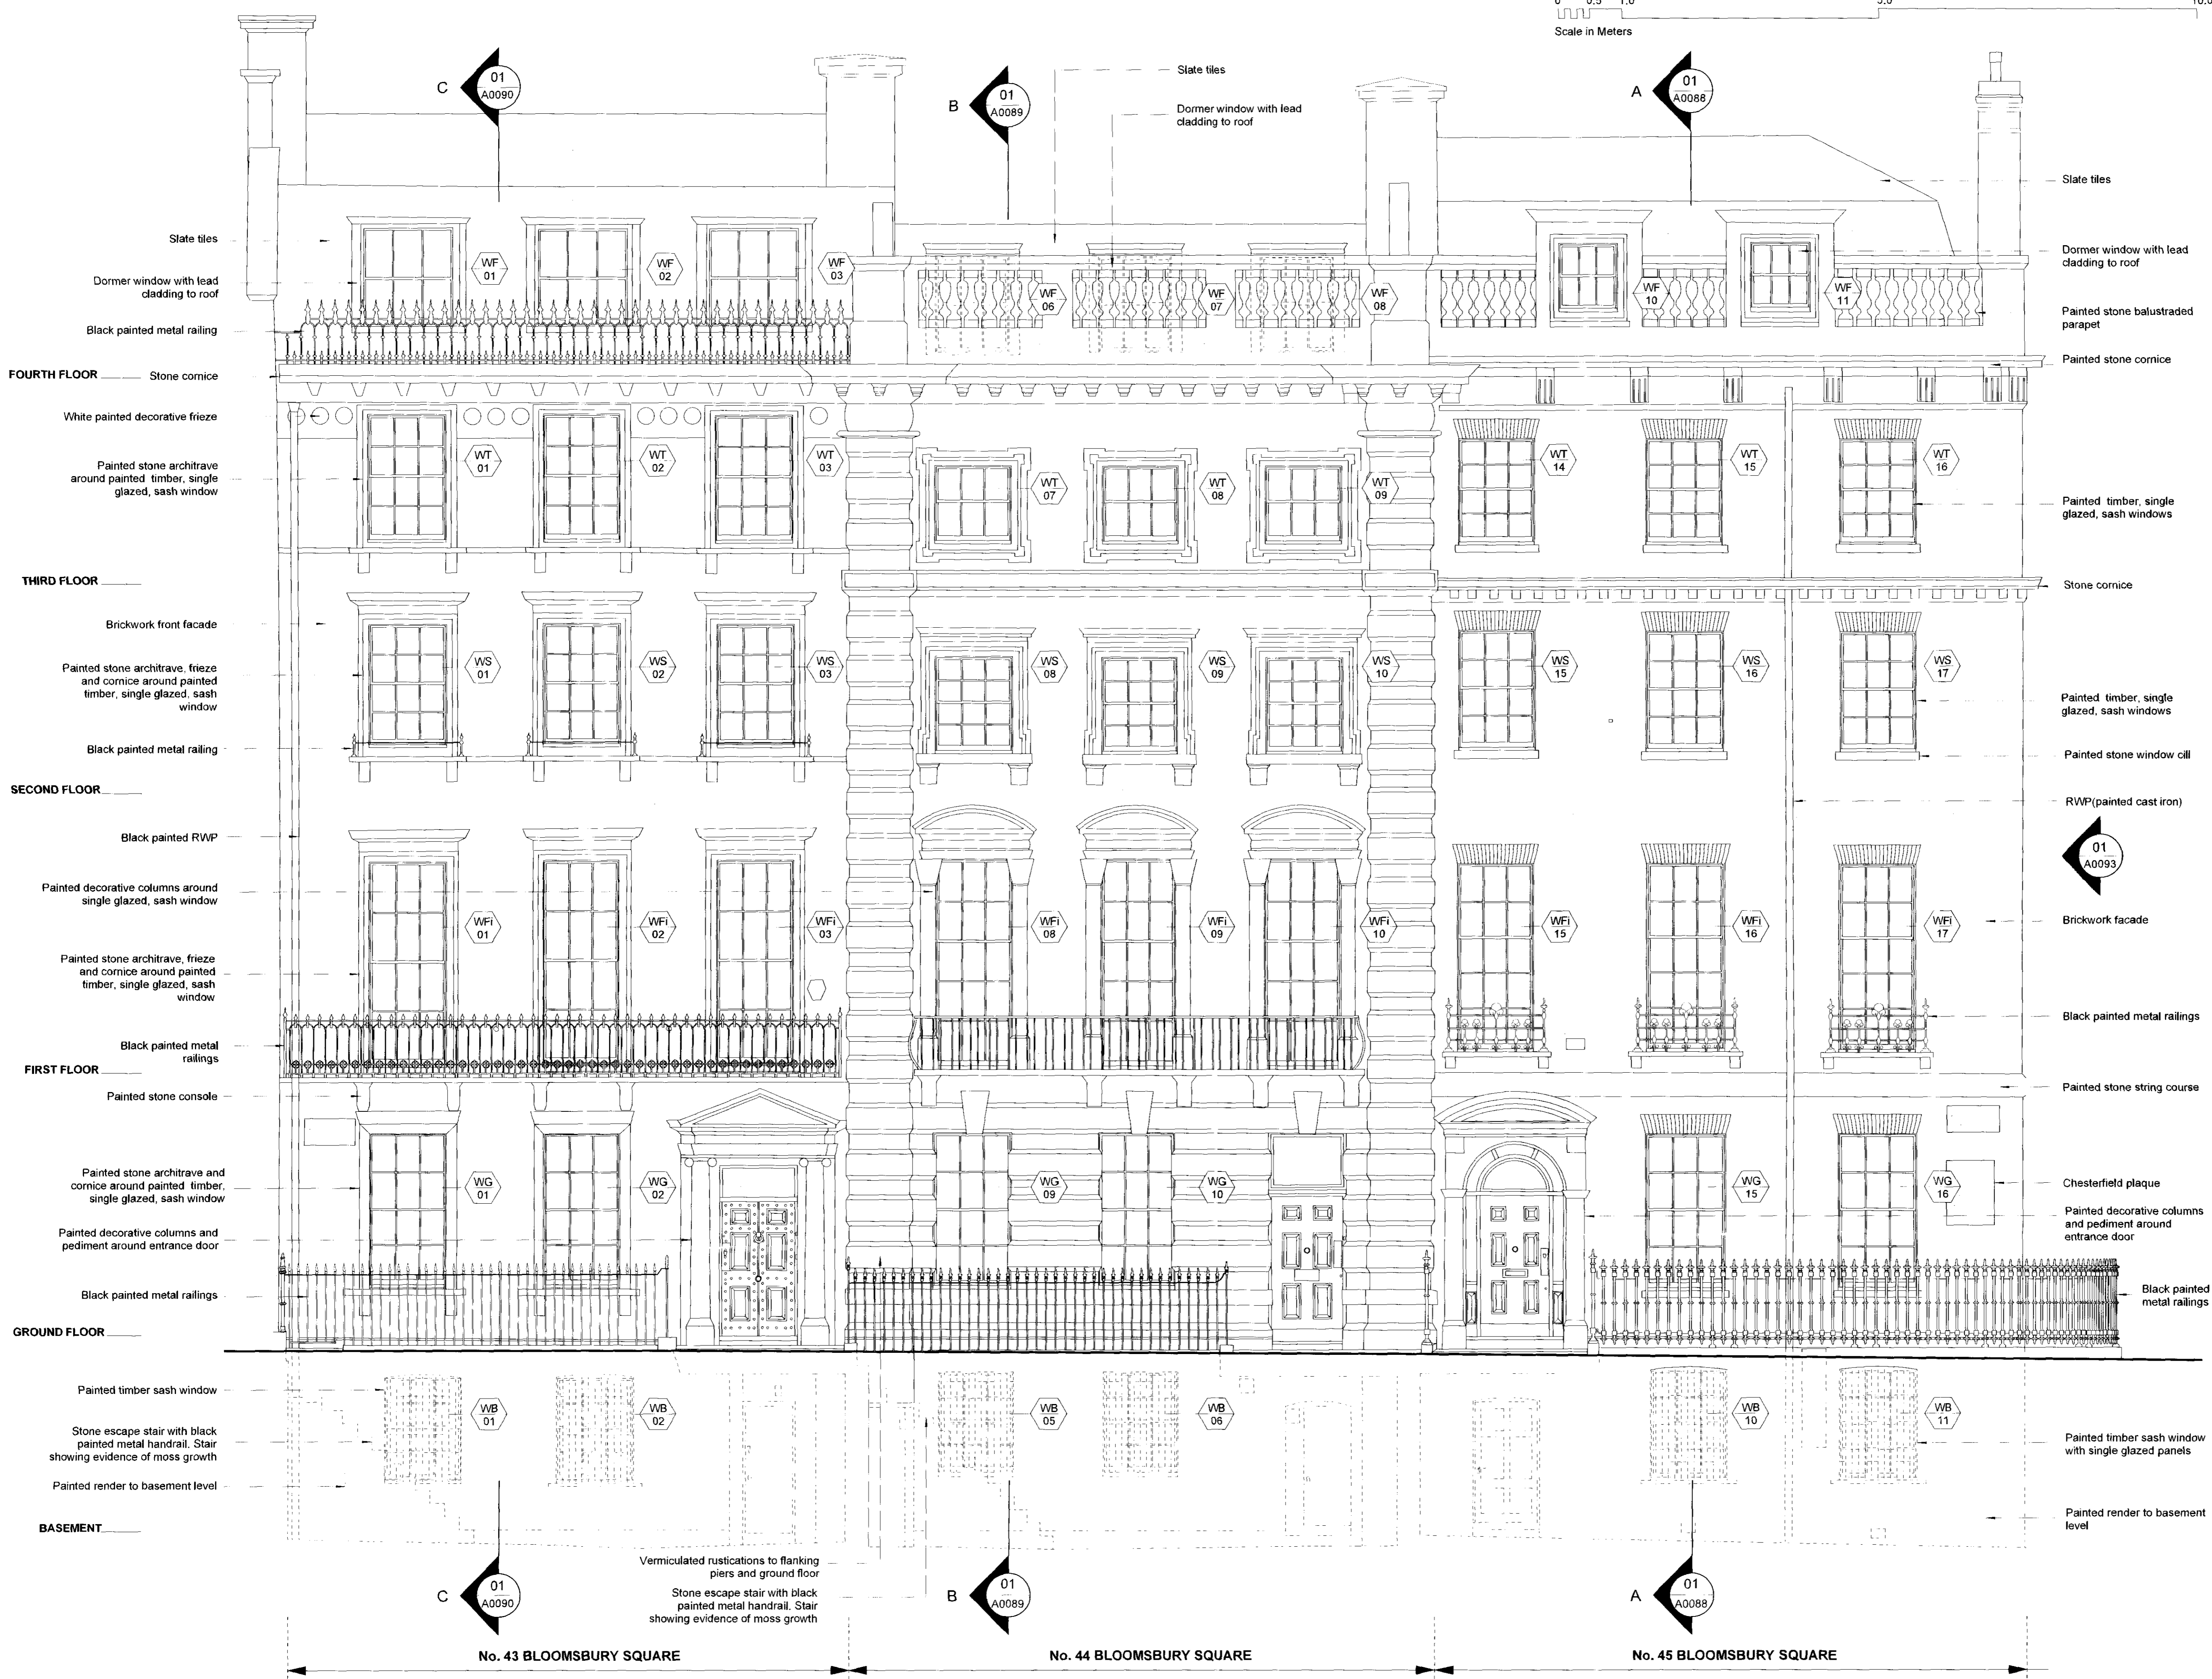 0 0.5 1.0 5.0 10.0
Scale in Meters
C
01
A0090
B
01
A0089
A
01
A0088
Slate tiles
Dormer window with lead
cladding to roof
Slate tiles
Dormer window with lead
cladding to roof
Black painted metal railing
FOURTH FLOOR
Stone cornice
White painted decorative frieze
Painted stone architrave
around painted timber, single
glazed, sash window
THIRD FLOOR
Brickwork front facade
Painted stone architrave, frieze
and cornice around painted
timber, single glazed, sash
window
Black painted metal railing
SECOND FLOOR
Black painted RWP
Painted decorative columns around
single glazed, sash window
Painted stone architrave, frieze
and cornice around painted
timber, single glazed, sash
window
Black painted metal
railings
FIRST FLOOR
Painted stone console
Painted stone architrave and
cornice around painted timber,
single glazed, sash window
Painted decorative columns and
pediment around entrance door
Black painted metal railings
GROUND FLOOR
Painted timber sash window
Stone escape stair with black
painted metal handrail. Stair
showing evidence of moss growth
Painted render to basement level
BASEMENT
WF
01
WF
02
WF
03
WF
06
WF
07
WF
08
WF
10
WF
11
WT
01
WT
02
WT
03
WT
07
WT
08
WT
09
WT
14
WT
15
WT
16
WS
01
WS
02
WS
03
WS
08
WS
09
WS
10
WS
15
WS
16
WS
17
WFi
01
WFi
02
WFi
03
WFi
08
WFi
09
WFi
10
WFi
15
WFi
16
WFi
17
WG
01
WG
02
WG
09
WG
10
WG
15
WG
16
WB
01
WB
02
WB
05
WB
06
WB
10
WB
11
Slate tiles
Dormer window with lead
cladding to roof
Painted stone balustraded
parapet
Painted stone cornice
Painted timber, single
glazed, sash windows
Stone cornice
Painted timber, single
glazed, sash windows
Painted stone window cill
RWP(painted cast iron)
01
A0093
Brickwork facade
Black painted metal railings
Painted stone string course
Chesterfield plaque
Painted decorative columns
and pediment around
entrance door
Black painted
metal railings
Painted timber sash window
with single glazed panels
Painted render to basement
level
Vermiculated rustications to flanking
piers and ground floor
Stone escape stair with black
painted metal handrail. Stair
showing evidence of moss growth
C
01
A0090
B
01
A0089
A
01
A0088
No. 43 BLOOMSBURY SQUARE
No. 44 BLOOMSBURY SQUARE
No. 45 BLOOMSBURY SQUARE